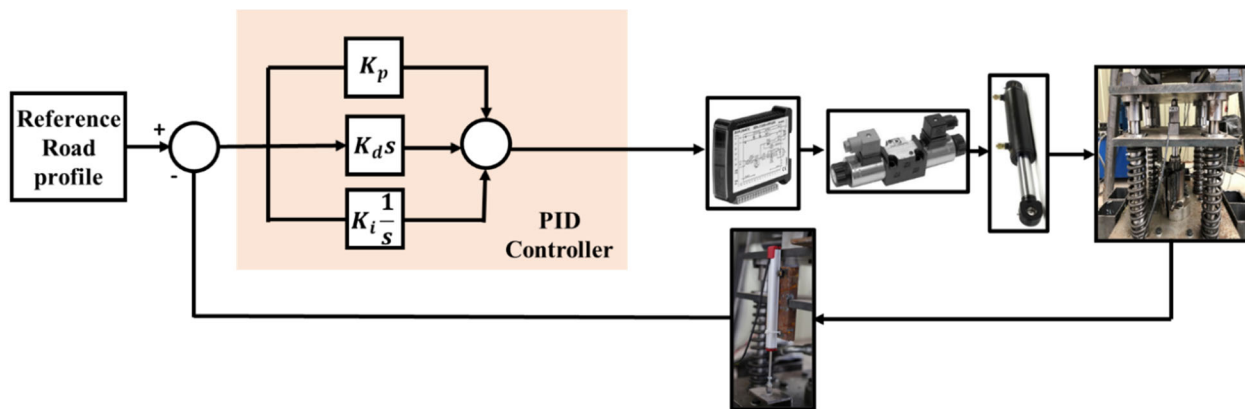 Reference
Road
profile
+
-
K_p
K_d s
K_i 1/s
PID
Controller